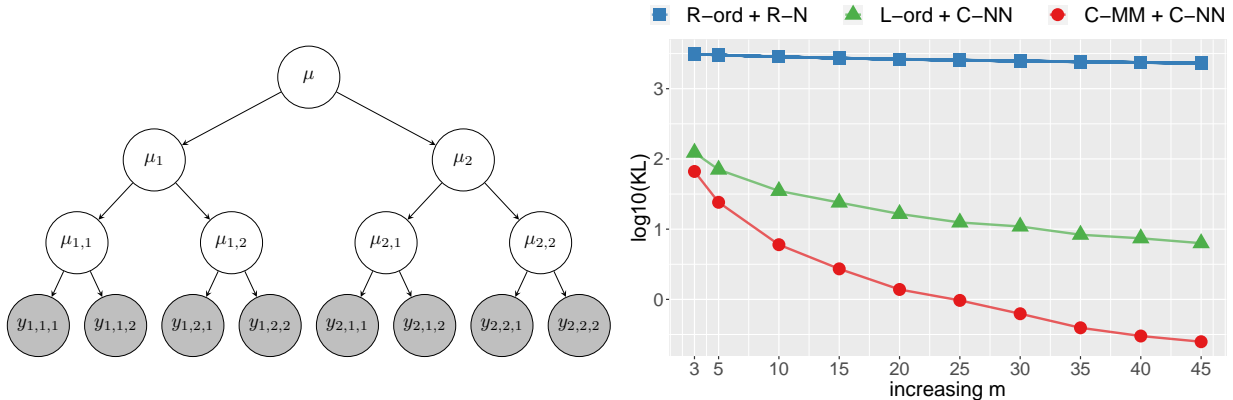 μ
μ₁ μ₂
μ₁,₁ μ₁,₂ μ₂,₁ μ₂,₂
y₁,₁,₁ y₁,₁,₂ y₁,₂,₁ y₁,₂,₂ y₂,₁,₁ y₂,₁,₂ y₂,₂,₁ y₂,₂,₂
R−ord + R−N L−ord + C−NN C−MM + C−NN
log10(KL)
3
2
1
0
3 5 10 15 20 25 30 35 40 45
increasing m